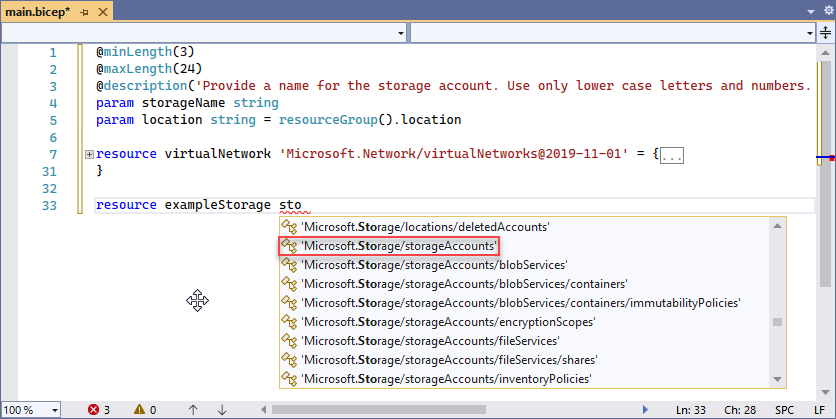 main.bicep*
1 @minLength(3)
2 @maxLength(24)
3 @description('Provide a name for the storage account. Use only lower case letters and numbers.
4 param storageName string
5 param location string = resourceGroup().location
6
7 resource virtualNetwork 'Microsoft.Network/virtualNetworks@2019-11-01' = {...
31 }
32
33 resource exampleStorage sto
'Microsoft.Storage/locations/deletedAccounts'
'Microsoft.Storage/storageAccounts'
'Microsoft.Storage/storageAccounts/blobServices'
'Microsoft.Storage/storageAccounts/blobServices/containers'
'Microsoft.Storage/storageAccounts/blobServices/containers/immutabilityPolicies'
'Microsoft.Storage/storageAccounts/encryptionScopes'
'Microsoft.Storage/storageAccounts/fileServices'
'Microsoft.Storage/storageAccounts/fileServices/shares'
'Microsoft.Storage/storageAccounts/inventoryPolicies'
100 % 3 0 Ln: 33 Ch: 28 SPC LF